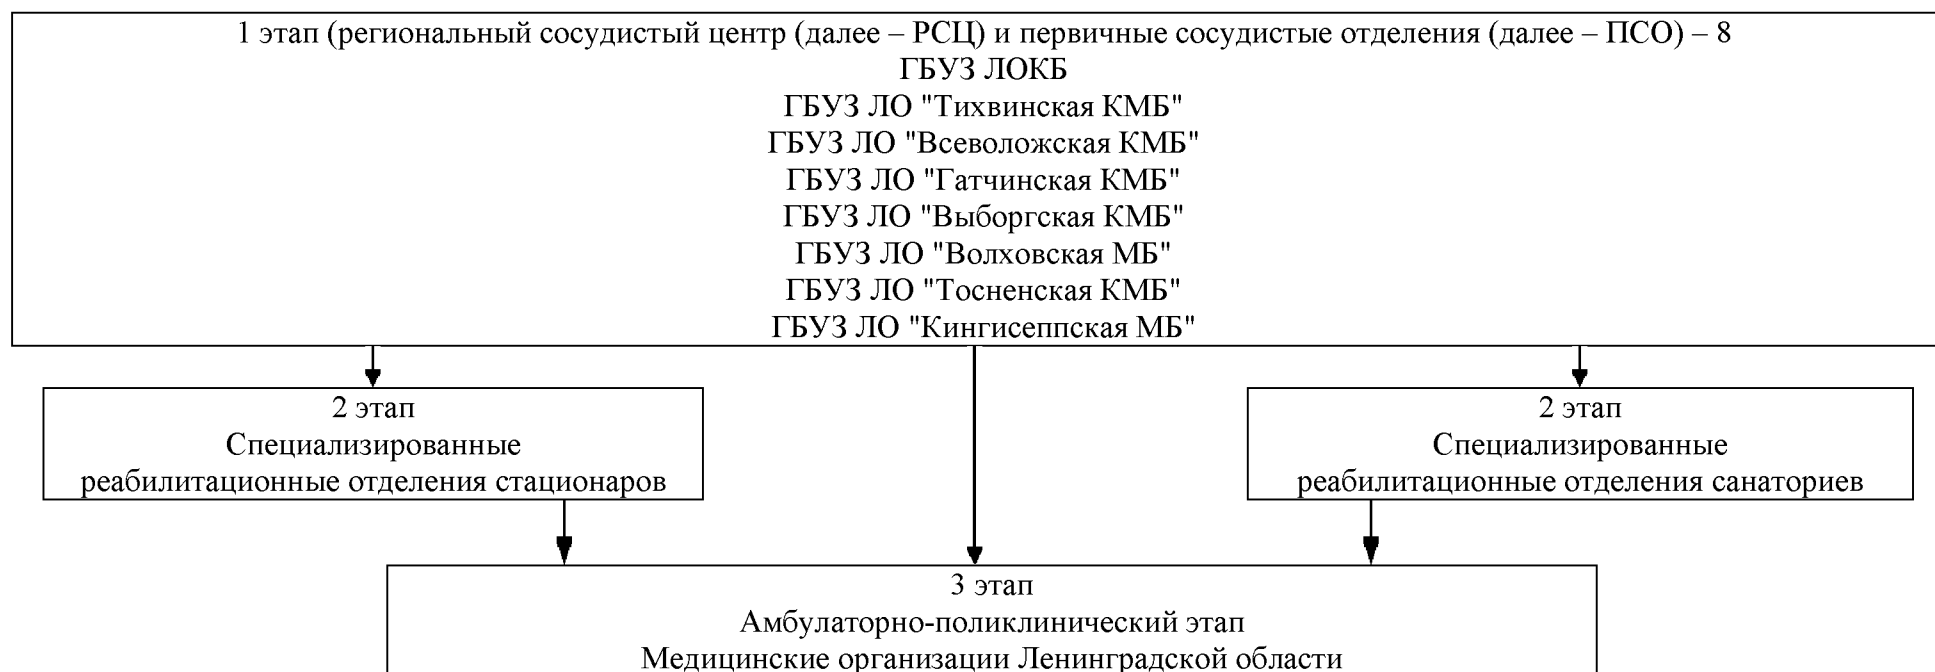 1 этап (региональный сосудистый центр (далее – РСЦ) и первичные сосудистые отделения (далее – ПСО) – 8
ГБУЗ ЛОКБ
ГБУЗ ЛО "Тихвинская КМБ"
ГБУЗ ЛО "Всеволожская КМБ"
ГБУЗ ЛО "Гатчинская КМБ"
ГБУЗ ЛО "Выборгская КМБ"
ГБУЗ ЛО "Волховская МБ"
ГБУЗ ЛО "Тосненская КМБ"
ГБУЗ ЛО "Кингисеппская МБ"
2 этап
Специализированные
реабилитационные отделения стационаров
2 этап
Специализированные
реабилитационные отделения санаториев
3 этап
Амбулаторно-поликлинический этап
Медицинские организации Ленинградской области